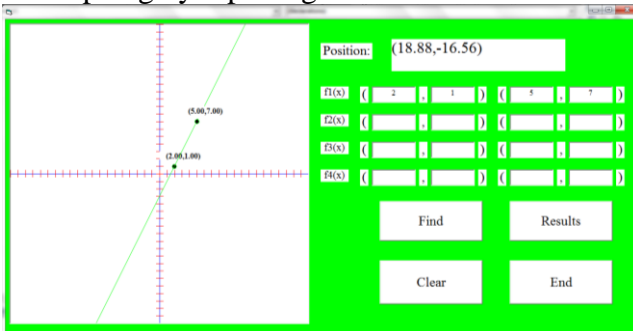 Position: (18.88,-16.56)
f1(x) ( 2 , 1 ) ( 5 , 7 )
f2(x) ( , ) ( , )
f3(x) ( , ) ( , )
f4(x) ( , ) ( , )
(5.00,7.00)
(2.00,1.00)
Find Results
Clear End